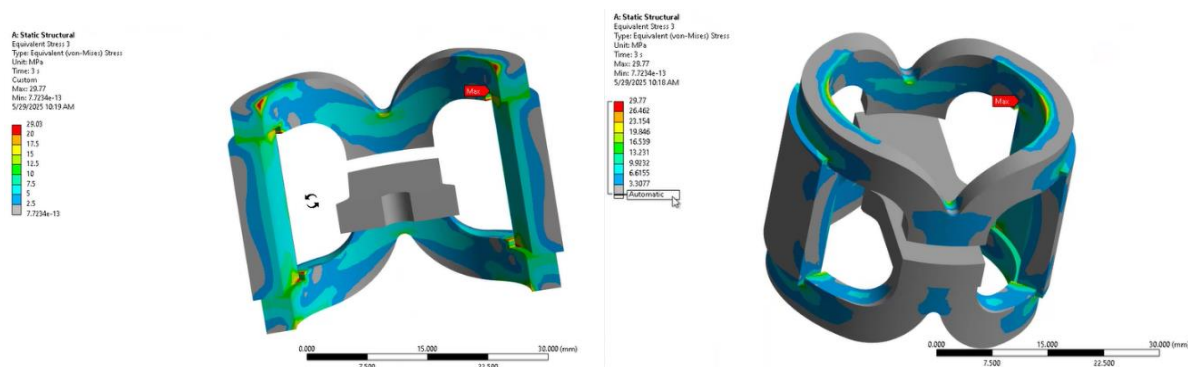 A: Static Structural
Equivalent Stress 3
Type: Equivalent (von-Mises) Stress
Unit: MPa
Time: 3 s
Custom
Max: 29.77
Min: 7.7234e-13
5/29/2025 10:19 AM
29.03
20
17.5
15
12.5
10
7.5
5
2.5
7.7234e-13
Max
0.000
15.000
30.000 (mm)
7.500
22.500
A: Static Structural
Equivalent Stress 3
Type: Equivalent (von-Mises) Stress
Unit: MPa
Time: 3 s
Max: 29.77
Min: 7.7234e-13
5/29/2025 10:18 AM
29.77
26.462
23.154
19.846
16.539
13.231
9.9232
6.6155
3.3077
Automatic
Max
0.000
15.000
30.000 (mm)
7.500
22.500